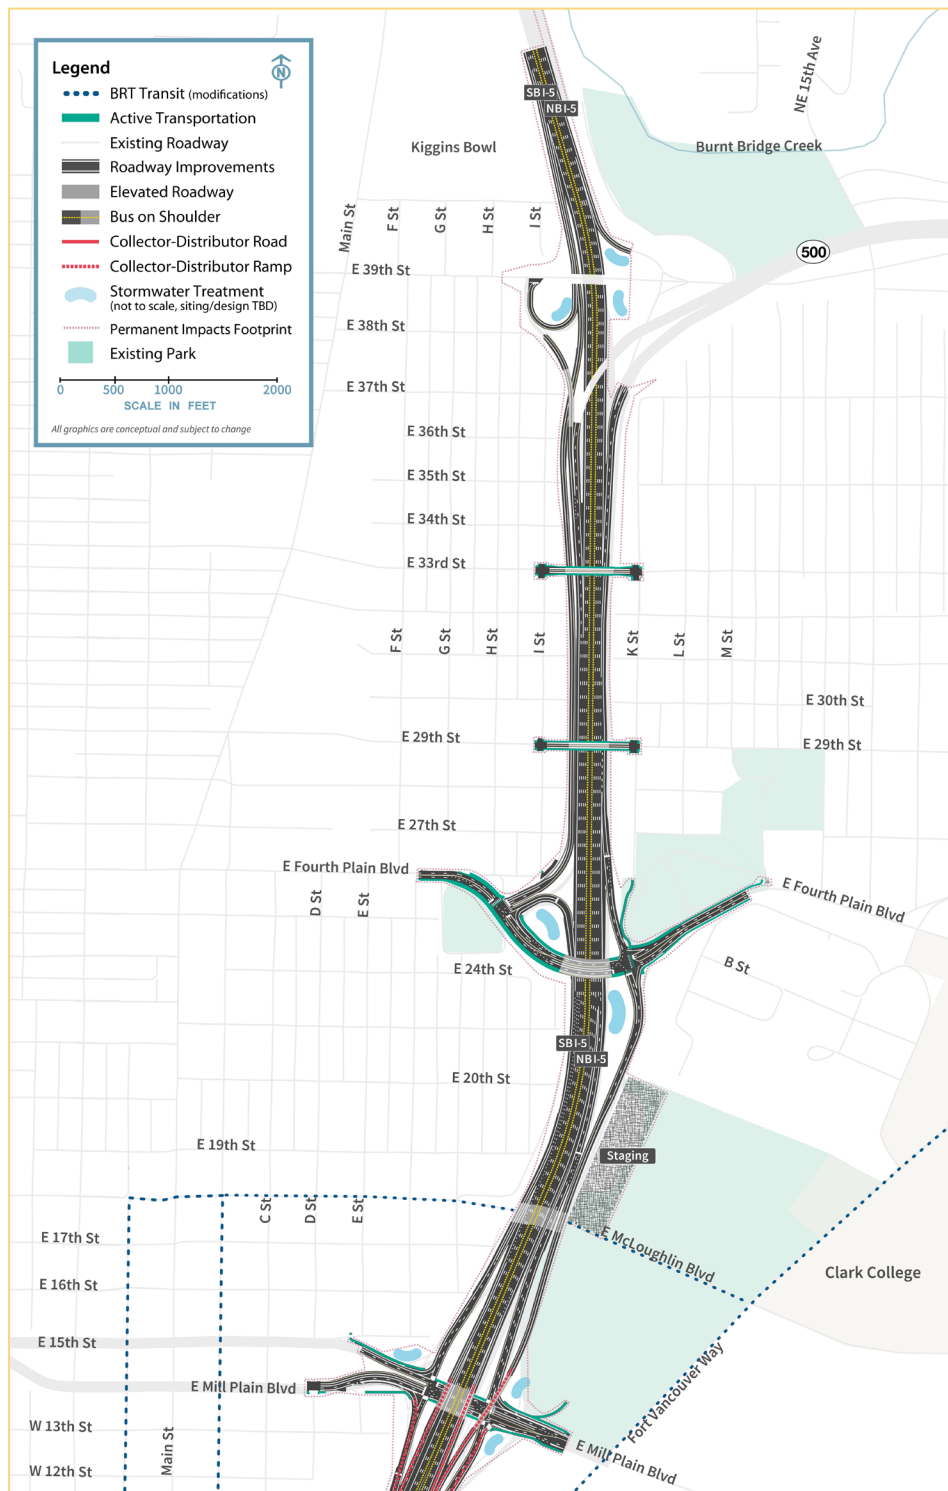 Legend
N
BRT Transit (modifications)
Active Transportation
Existing Roadway
Roadway Improvements
Elevated Roadway
Bus on Shoulder
Collector-Distributor Road
Collector-Distributor Ramp
Stormwater Treatment
(not to scale, siting/design TBD)
Permanent Impacts Footprint
Existing Park
0 500 1000 2000
SCALE IN FEET
All graphics are conceptual and subject to change
NE 15th Ave
SB I-5
NB I-5
Kiggins Bowl
Burnt Bridge Creek
Main St
F St
G St
H St
I St
500
E 39th St
E 38th St
E 37th St
E 36th St
E 35th St
E 34th St
E 33rd St
F St
G St
H St
I St
K St
L St
M St
E 30th St
E 29th St
E 29th St
E 27th St
E Fourth Plain Blvd
E Fourth Plain Blvd
D St
E St
E 24th St
B St
SB I-5
NB I-5
E 20th St
E 19th St
Staging
C St
D St
E St
E 17th St
E McLoughlin Blvd
Clark College
E 16th St
E 15th St
Fort Vancouver Way
E Mill Plain Blvd
W 13th St
Main St
E Mill Plain Blvd
W 12th St